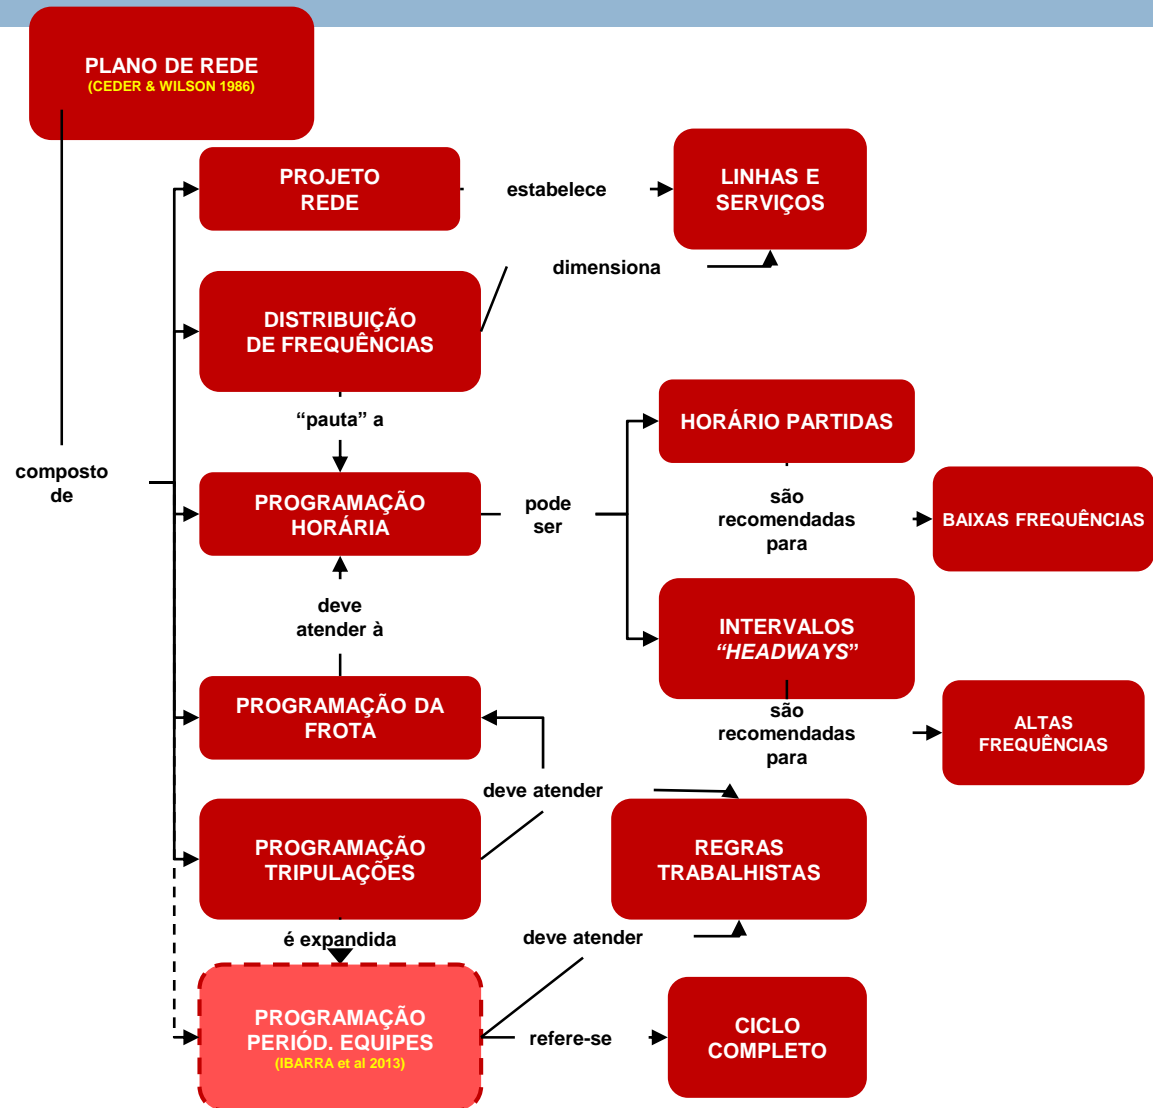 PLANO DE REDE
(CEDER & WILSON 1986)
PROJETO
REDE
estabelece
LINHAS E
SERVIÇOS
dimensiona
DISTRIBUIÇÃO
DE FREQUÊNCIAS
“pauta” a
HORÁRIO PARTIDAS
composto
de
PROGRAMAÇÃO
HORÁRIA
pode
ser
são
recomendadas
para
BAIXAS FREQUÊNCIAS
deve
atender à
INTERVALOS
“HEADWAYS”
PROGRAMAÇÃO DA
FROTA
são
recomendadas
para
ALTAS
FREQUÊNCIAS
deve atender
PROGRAMAÇÃO
TRIPULAÇÕES
REGRAS
TRABALHISTAS
é expandida
deve atender
PROGRAMAÇÃO
PERIÓD. EQUIPES
(IBARRA et al 2013)
refere-se
CICLO
COMPLETO